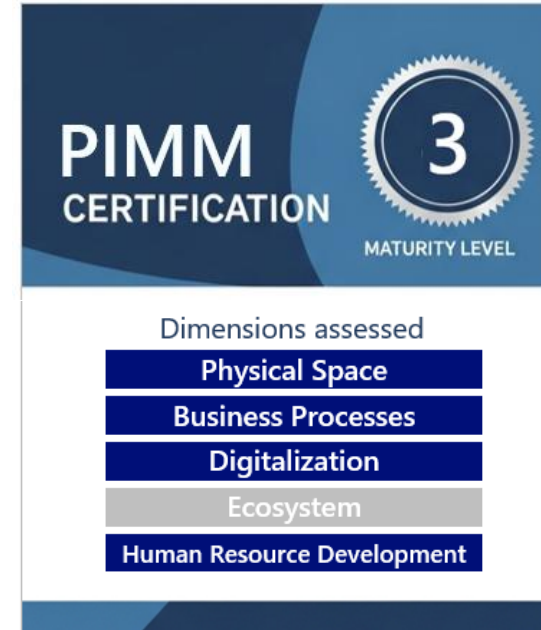 PIMM
CERTIFICATION
3
MATURITY LEVEL
Dimensions assessed
Physical Space
Business Processes
Digitalization
Ecosystem
Human Resource Development